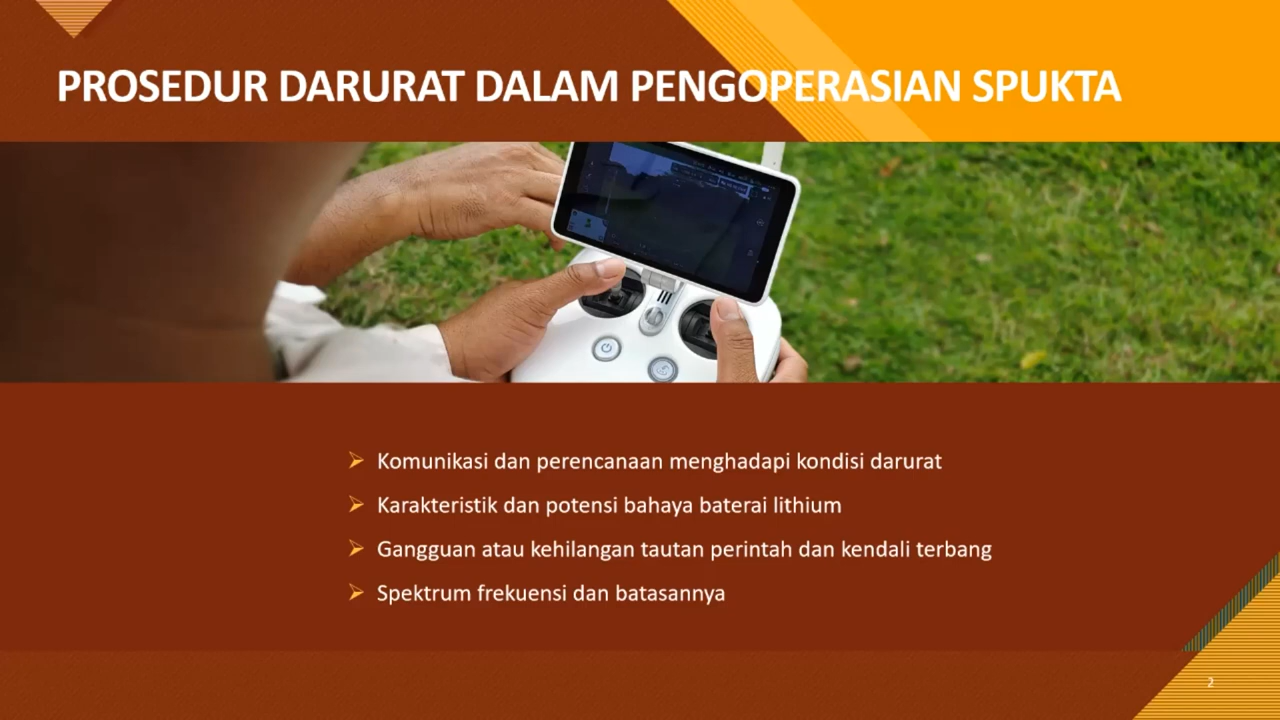 PROSEDUR DARURAT DALAM PENGOPERASIAN SPUKTA
Komunikasi dan perencanaan menghadapi kondisi darurat
Karakteristik dan potensi bahaya baterai lithium
Gangguan atau kehilangan tautan perintah dan kendali terbang
Spektrum frekuensi dan batasannya
2